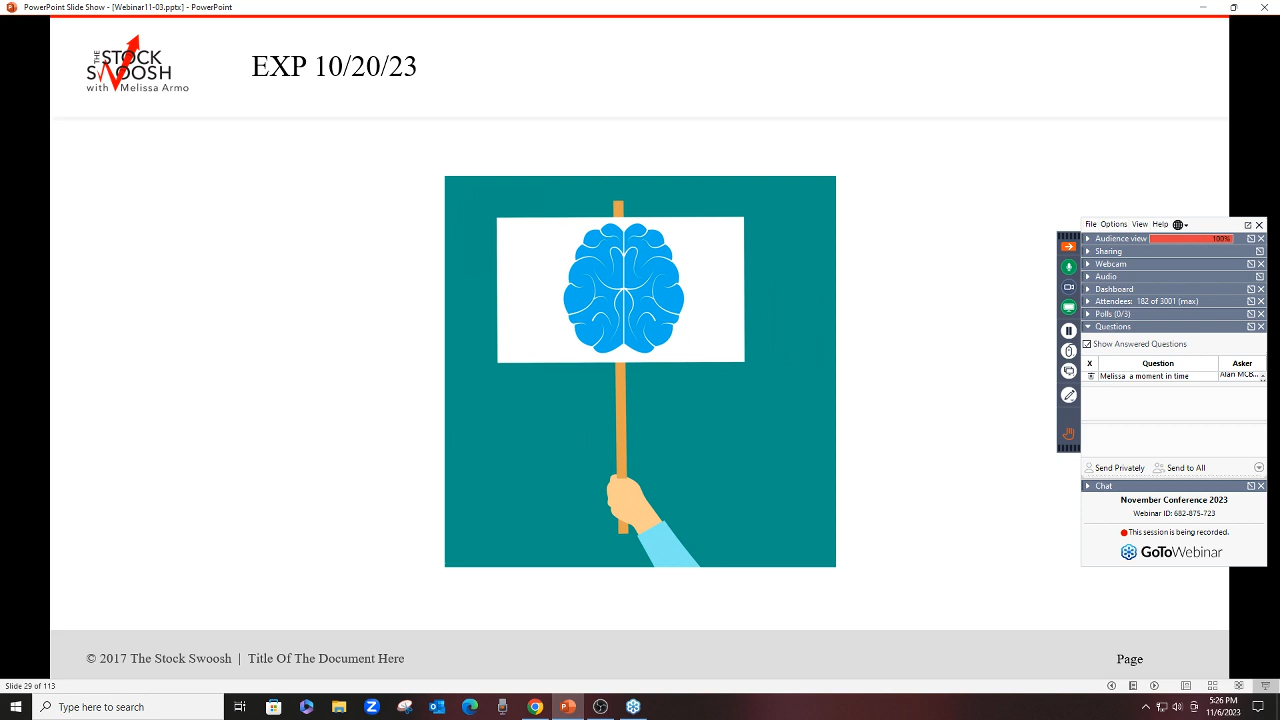 PowerPoint Slide Show - [Webinar11-03.pptx] - PowerPoint
THE
STOCK
SWOOSH
with Melissa Armo
EXP 10/20/23
File Options View Help
Audience view 100%
Sharing
Webcam
Audio
Dashboard
Attendees: 182 of 3001 (max)
Polls (0/3)
Questions
Show Answered Questions
X Question Asker
Melissa a moment in time Alan MCB...
Send Privately Send to All
Chat
November Conference 2023
Webinar ID: 682-875-723
This session is being recorded.
GoToWebinar
© 2017 The Stock Swoosh | Title Of The Document Here
Page
Slide 29 of 113
Type here to search
5:26 PM
11/6/2023